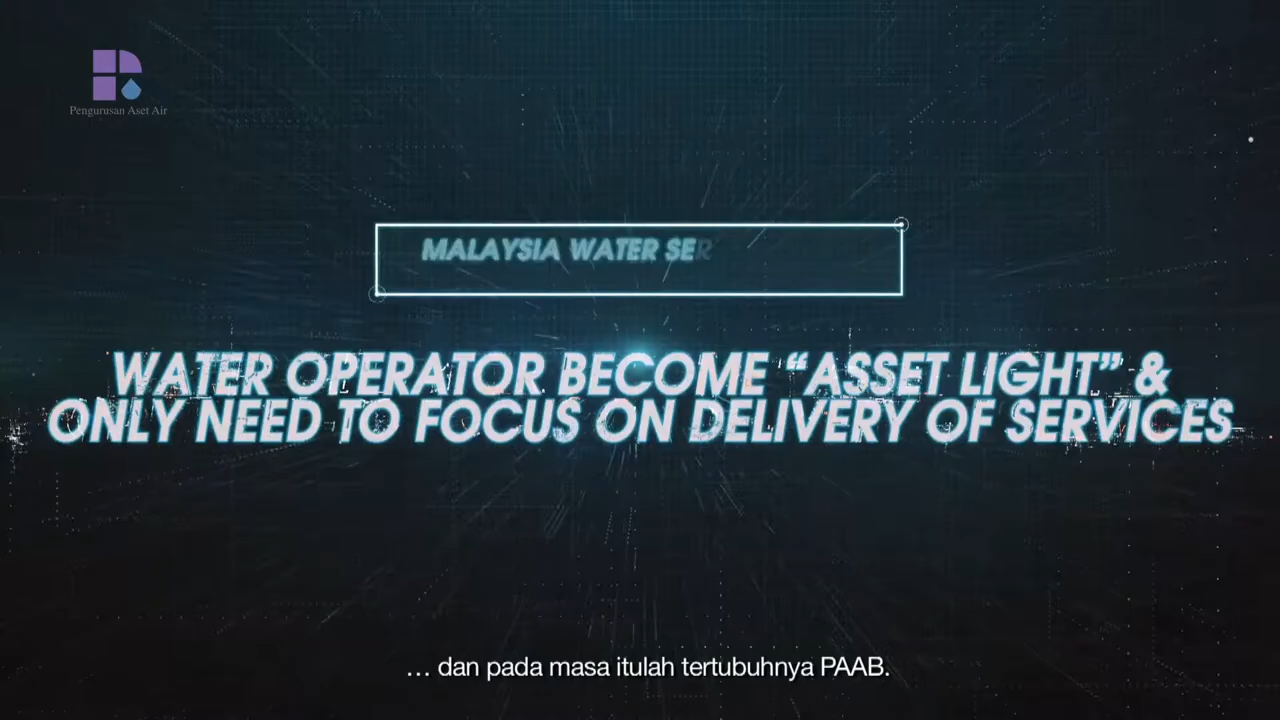 Pengurusan Aset Air
MALAYSIA WATER SER
WATER OPERATOR BECOME “ASSET LIGHT” &
ONLY NEED TO FOCUS ON DELIVERY OF SERVICES
… dan pada masa itulah tertubuhnya PAAB.